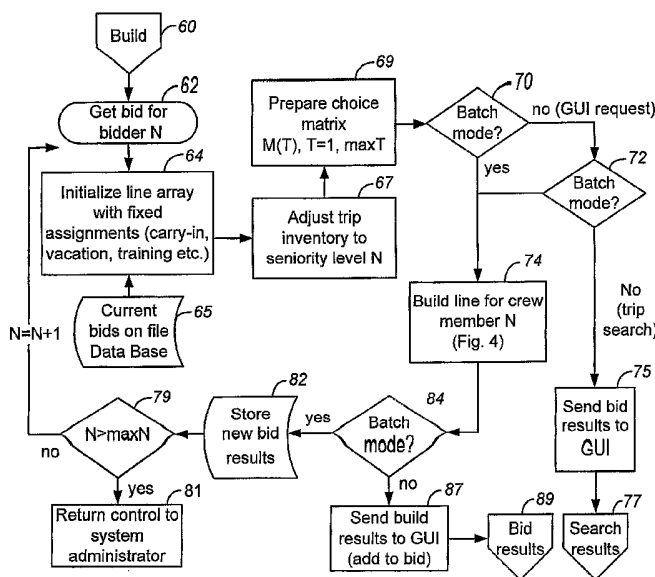 Build
60
62
Get bid for
bidder N
64
Initialize line array
with fixed
assignments (carry-in,
vacation, training etc.)
Current
bids on file
Data Base
65
N=N+1
67
Adjust trip
inventory to
seniority level N
69
Prepare choice
matrix
M(T), T=1, maxT
70
Batch
mode?
no (GUI request)
yes
72
Batch
mode?
74
Build line for crew
member N
(Fig. 4)
No
(trip
search)
75
Send bid
results to
GUI
77
Search
results
79
N>maxN
no
yes
81
Return control to
system
administrator
82
Store
new bid
results
yes
84
Batch
mode?
no
87
Send build
results to GUI
(add to bid)
89
Bid
results